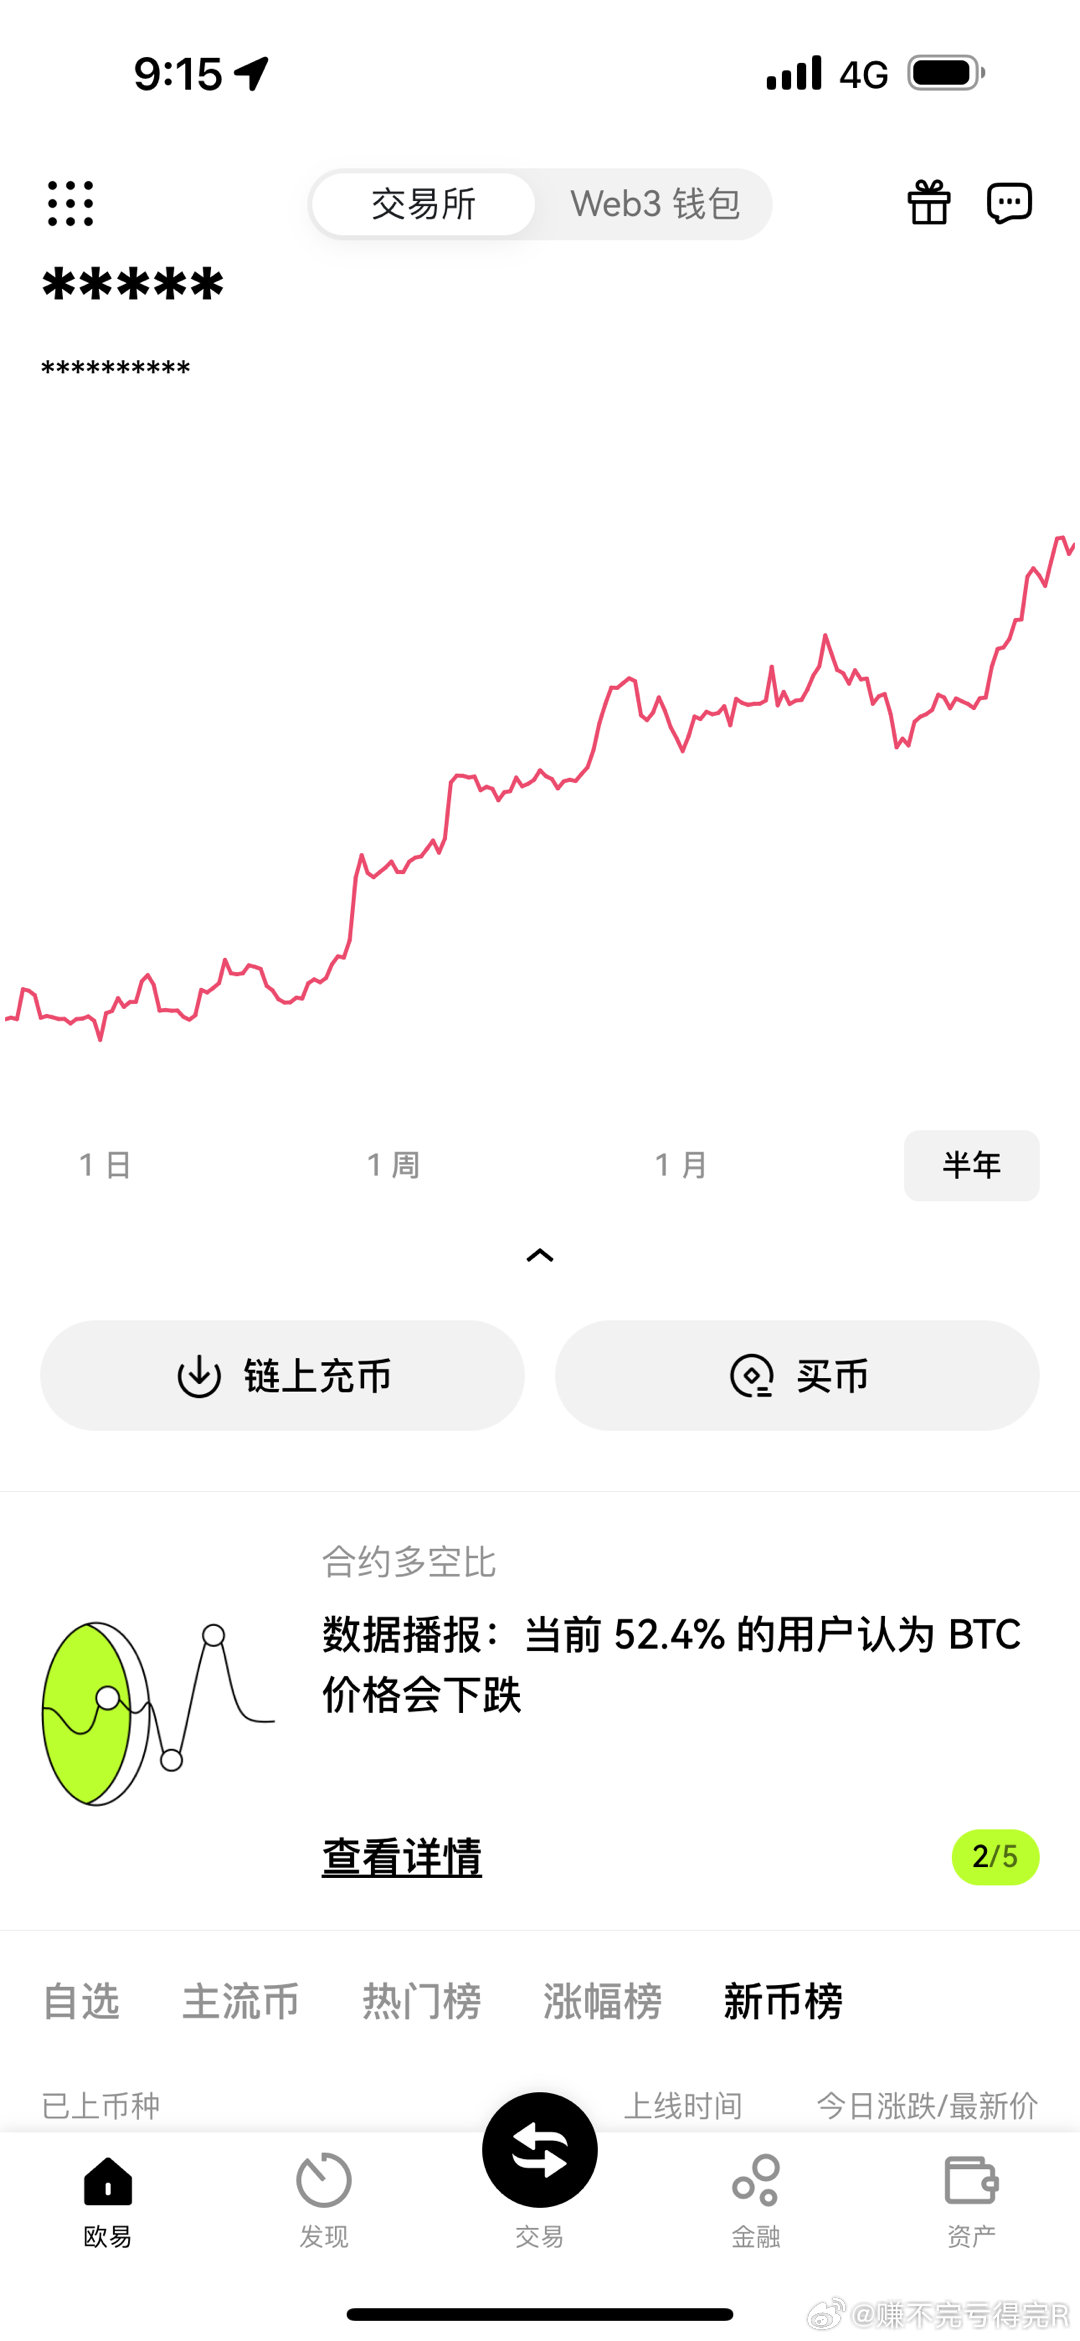 9:15
4G
交易所
Web3 钱包
*****
**********
1 日
1 周
1 月
半年
链上充币
买币
合约多空比
数据播报：当前 52.4% 的用户认为 BTC
价格会下跌
查看详情
2/5
自选
主流币
热门榜
涨幅榜
新币榜
已上币种
上线时间
今日涨跌/最新价
欧易
发现
交易
金融
资产
@赚不完亏得完R